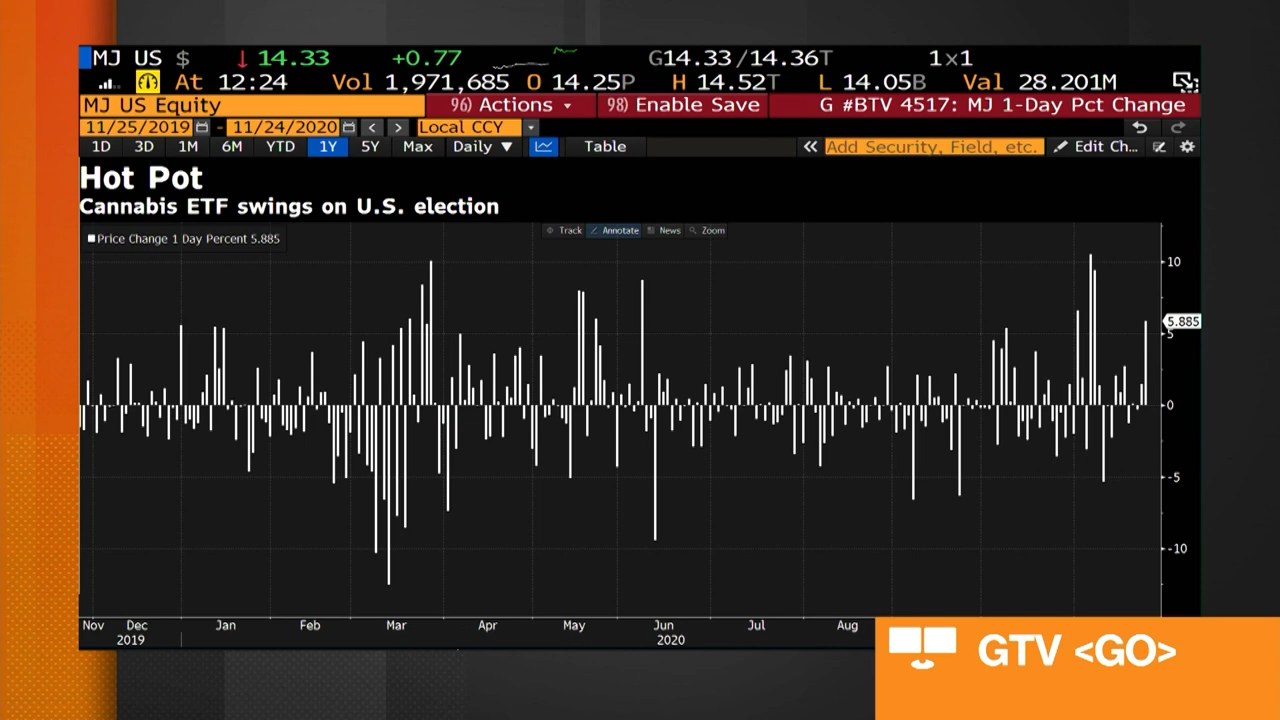 MJ US $ ↓ 14.33 +0.77 G14.33/14.36T 1x1
At 12:24 Vol 1,971,685 O 14.25P H 14.52T L 14.05B Val 28.201M
MJ US Equity 96) Actions 98) Enable Save G #BTV 4517: MJ 1-Day Pct Change
11/25/2019 - 11/24/2020 < > Local CCY
1D 3D 1M 6M YTD 1Y 5Y Max Daily ▼ Table « Add Security, Field, etc. Edit Ch...
Hot Pot
Cannabis ETF swings on U.S. election
Track Annotate News Zoom
Price Change 1 Day Percent 5.885
10
5.885
5
0
-5
-10
Nov Dec Jan Feb Mar Apr May Jun Jul Aug
2019 2020
GTV <GO>